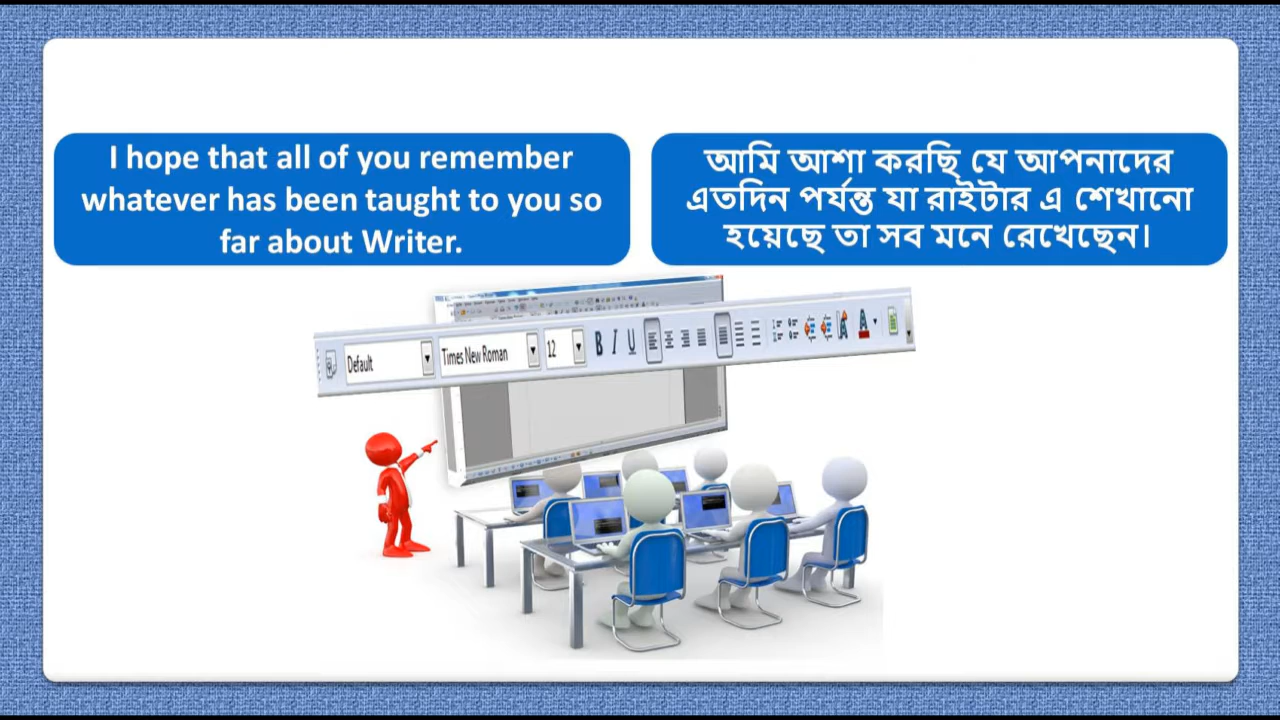 I hope that all of you remember
whatever has been taught to you so
far about Writer.
আমি আশা করছি যে আপনাদের
এতদিন পর্যন্ত যা রাইটার এ শেখানো
হয়েছে তা সব মনে রেখেছেন।
Default Times New Roman 12 B I U A